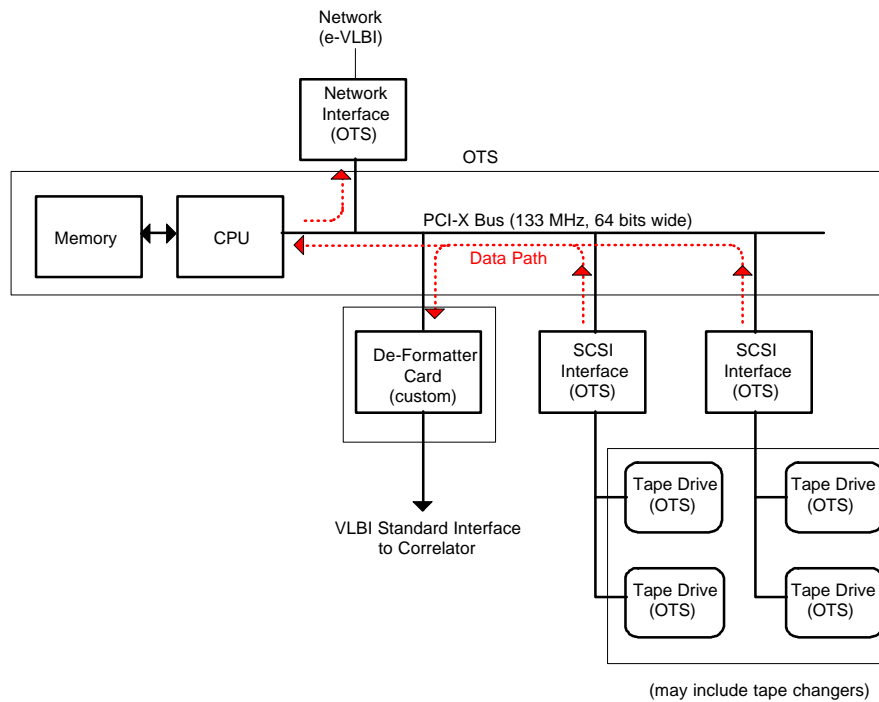 Network
(e-VLBI)
Network
Interface
(OTS)
OTS
Memory
CPU
PCI-X Bus (133 MHz, 64 bits wide)
Data Path
De-Formatter
Card
(custom)
SCSI
Interface
(OTS)
SCSI
Interface
(OTS)
VLBI Standard Interface
to Correlator
Tape Drive
(OTS)
Tape Drive
(OTS)
Tape Drive
(OTS)
Tape Drive
(OTS)
(may include tape changers)